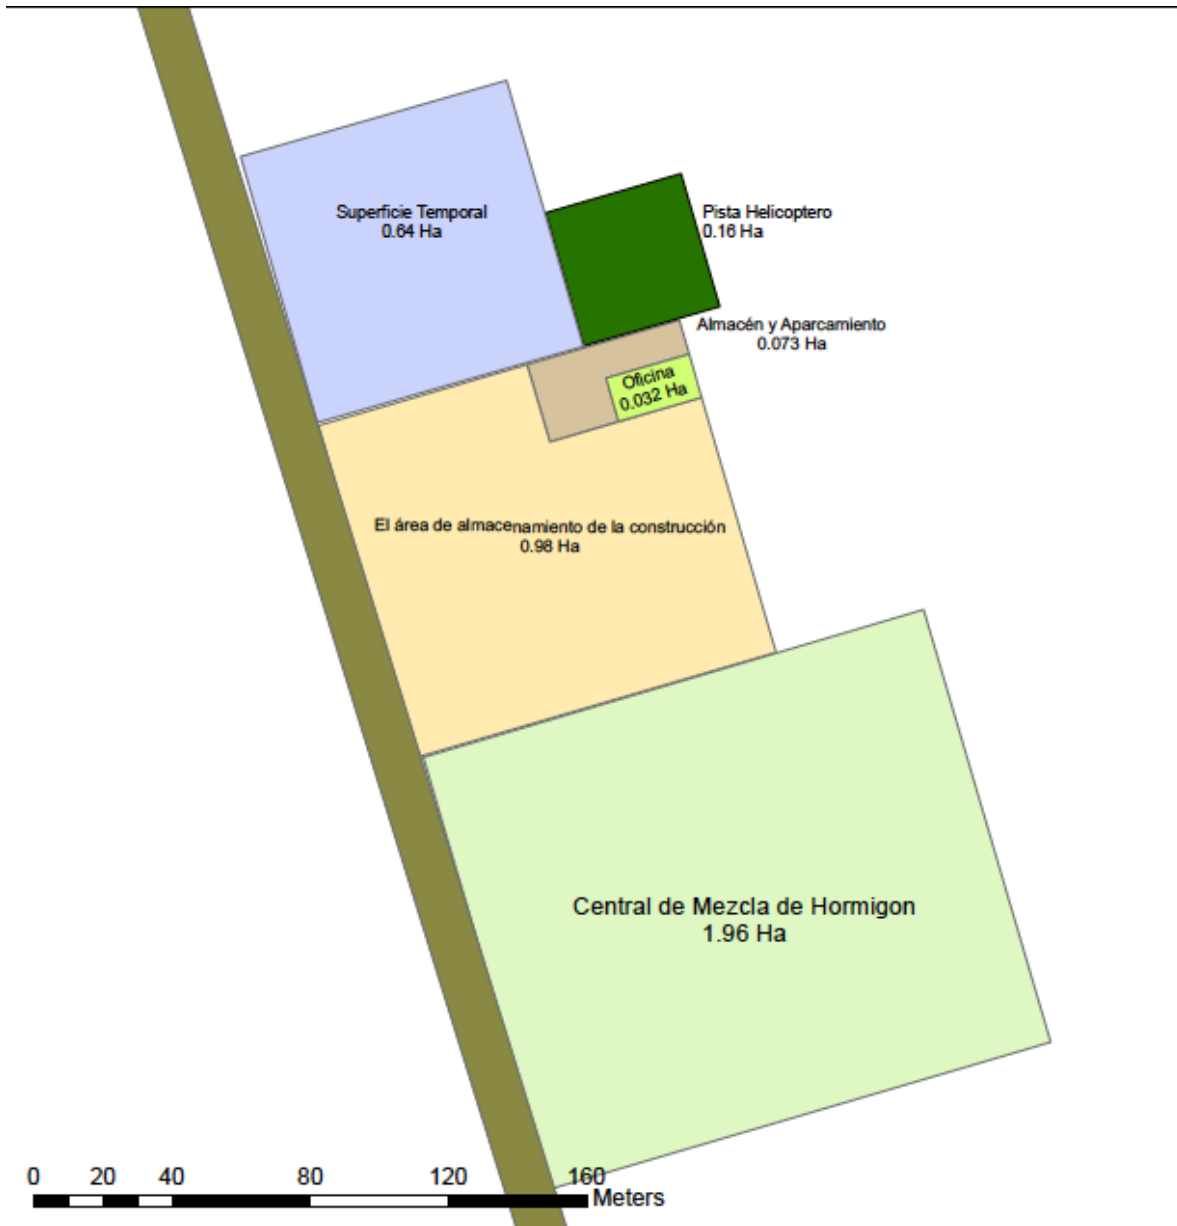 Superficie Temporal
0.64 Ha
Pista Helicoptero
0.16 Ha
Almacén y Aparcamiento
0.073 Ha
Oficina
0.032 Ha
El área de almacenamiento de la construcción
0.98 Ha
Central de Mezcla de Hormigon
1.96 Ha
0 20 40 80 120 160
Meters